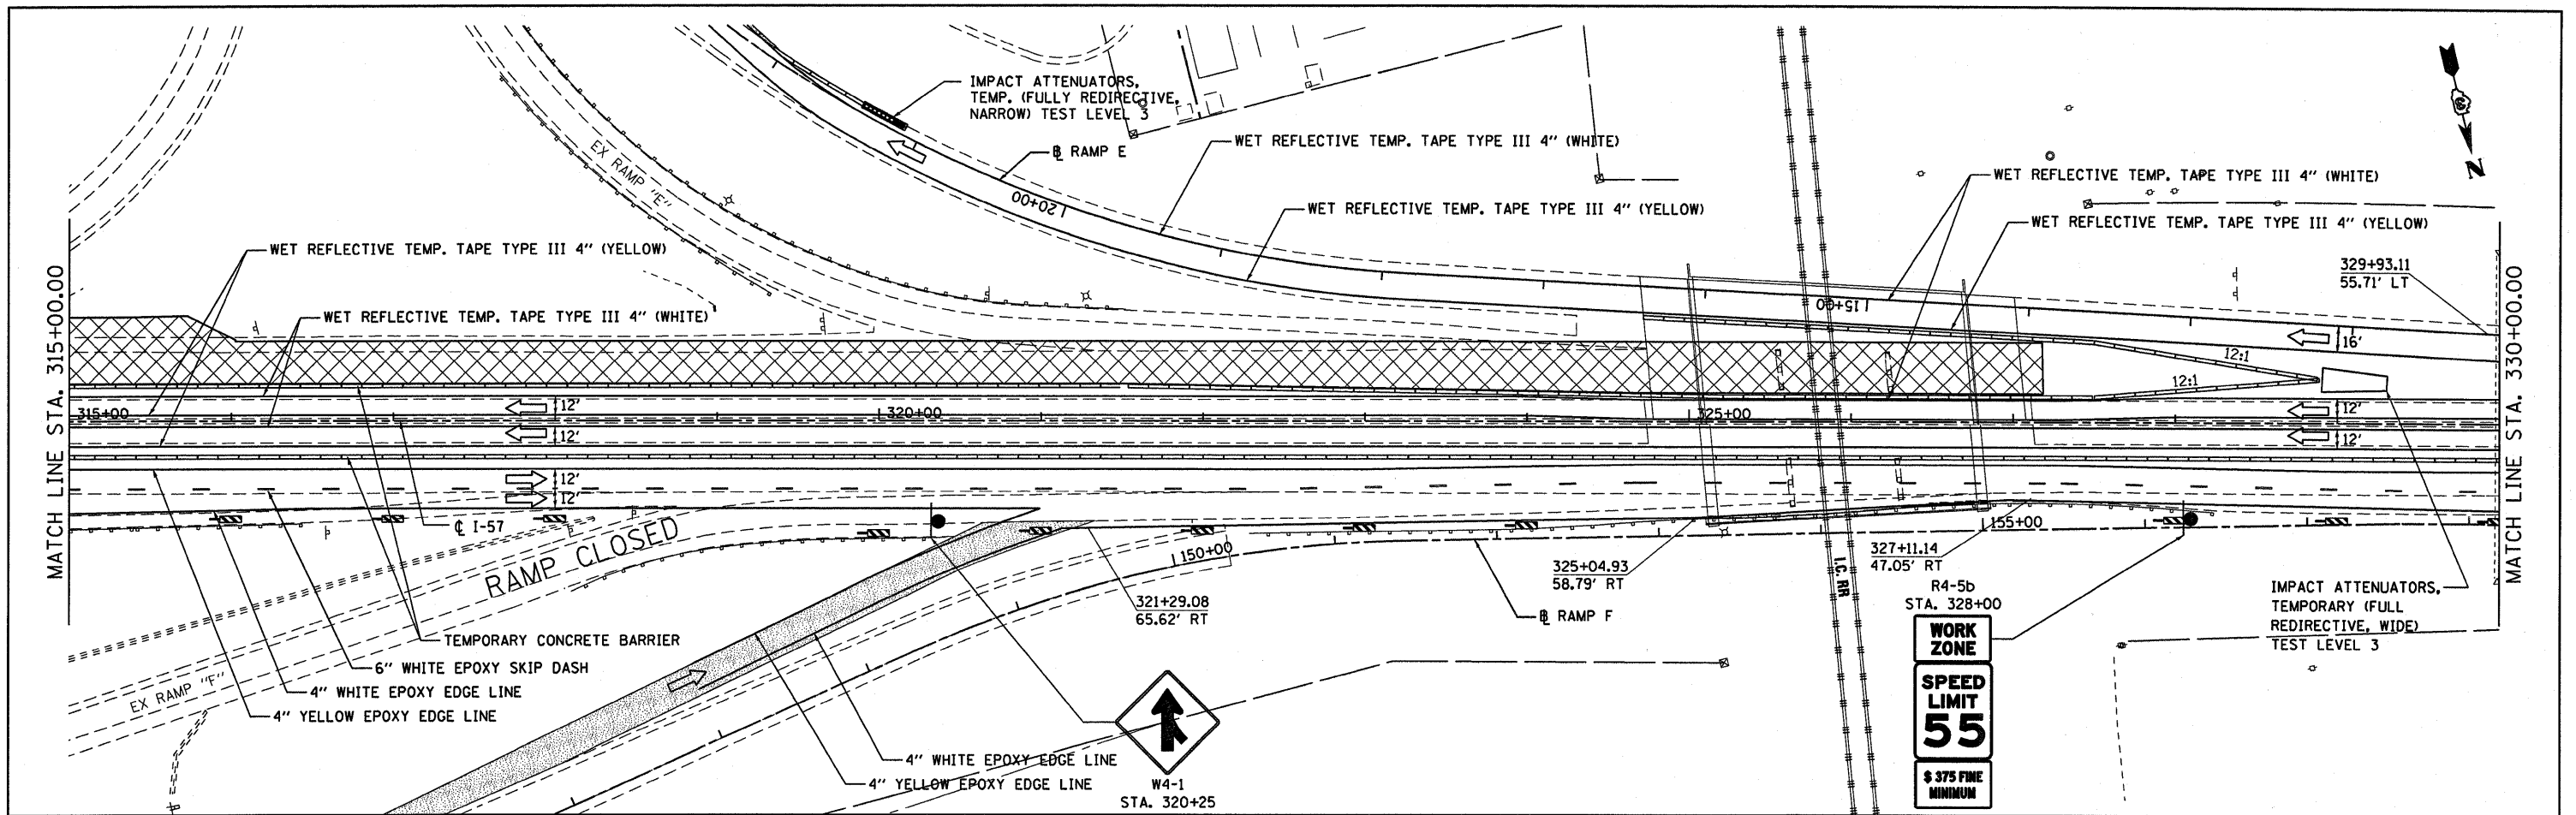 IMPACT ATTENUATORS,
TEMP. (FULLY REDIRECTIVE,
NARROW) TEST LEVEL 3
WET REFLECTIVE TEMP. TAPE TYPE III 4" (WHITE)
℄ RAMP E
EX RAMP "E"
120+00
WET REFLECTIVE TEMP. TAPE TYPE III 4" (YELLOW)
WET REFLECTIVE TEMP. TAPE TYPE III 4" (WHITE)
WET REFLECTIVE TEMP. TAPE TYPE III 4" (YELLOW)
N
WET REFLECTIVE TEMP. TAPE TYPE III 4" (YELLOW)
WET REFLECTIVE TEMP. TAPE TYPE III 4" (WHITE)
329+93.11
55.71' LT
115+00
16'
12:1
12:1
MATCH LINE STA. 315+00.00
MATCH LINE STA. 330+00.00
315+00
320+00
325+00
12'
12'
12'
12'
12'
12'
℄ I-57
RAMP CLOSED
150+00
155+00
321+29.08
65.62' RT
325+04.93
58.79' RT
327+11.14
47.05' RT
I.C. RR
℄ RAMP F
R4-5b
STA. 328+00
WORK
ZONE
SPEED
LIMIT
55
$ 375 FINE
MINIMUM
IMPACT ATTENUATORS,
TEMPORARY (FULL
REDIRECTIVE, WIDE)
TEST LEVEL 3
TEMPORARY CONCRETE BARRIER
6" WHITE EPOXY SKIP DASH
4" WHITE EPOXY EDGE LINE
4" YELLOW EPOXY EDGE LINE
EX RAMP "F"
4" WHITE EPOXY EDGE LINE
4" YELLOW EPOXY EDGE LINE
W4-1
STA. 320+25